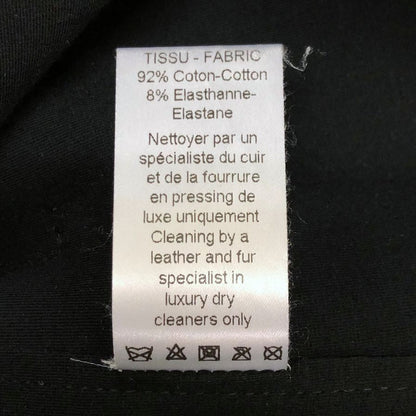 TISSU - FABRIC
92% Coton-Cotton
8% Elasthanne-
Elastane
Nettoyer par un
spécialiste du cuir
et de la fourrure
en pressing de
luxe uniquement
Cleaning by a
leather and fur
specialist in
luxury dry
cleaners only